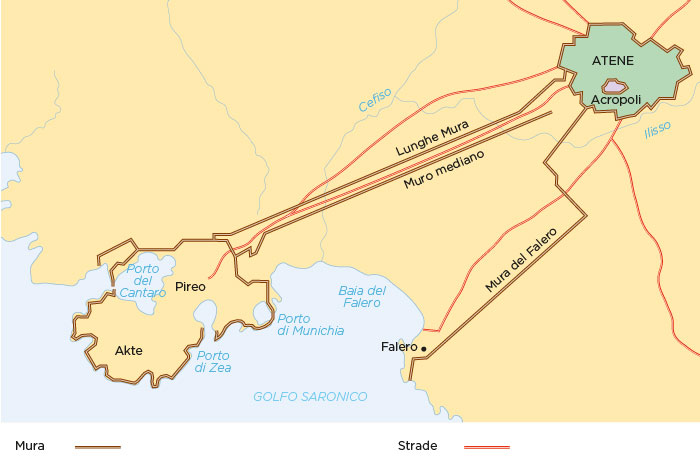 ATENE
Acropoli
Cefiso
Ilisso
Lunghe Mura
Muro mediano
Mura del Falero
Porto
del
Cantaro
Pireo
Baia del
Falero
Porto
di Munichia
Akte
Porto
di Zea
Falero
GOLFO SARONICO
Mura
Strade